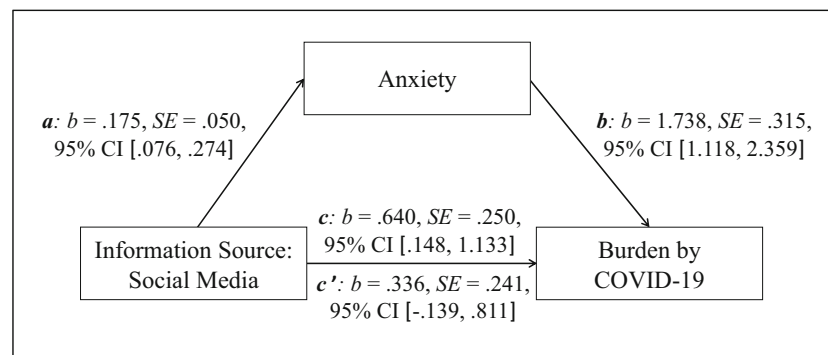 Anxiety
a: b = .175, SE = .050,
95% CI [.076, .274]
b: b = 1.738, SE = .315,
95% CI [1.118, 2.359]
c: b = .640, SE = .250,
95% CI [.148, 1.133]
Information Source:
Social Media
Burden by
COVID-19
c': b = .336, SE = .241,
95% CI [-.139, .811]